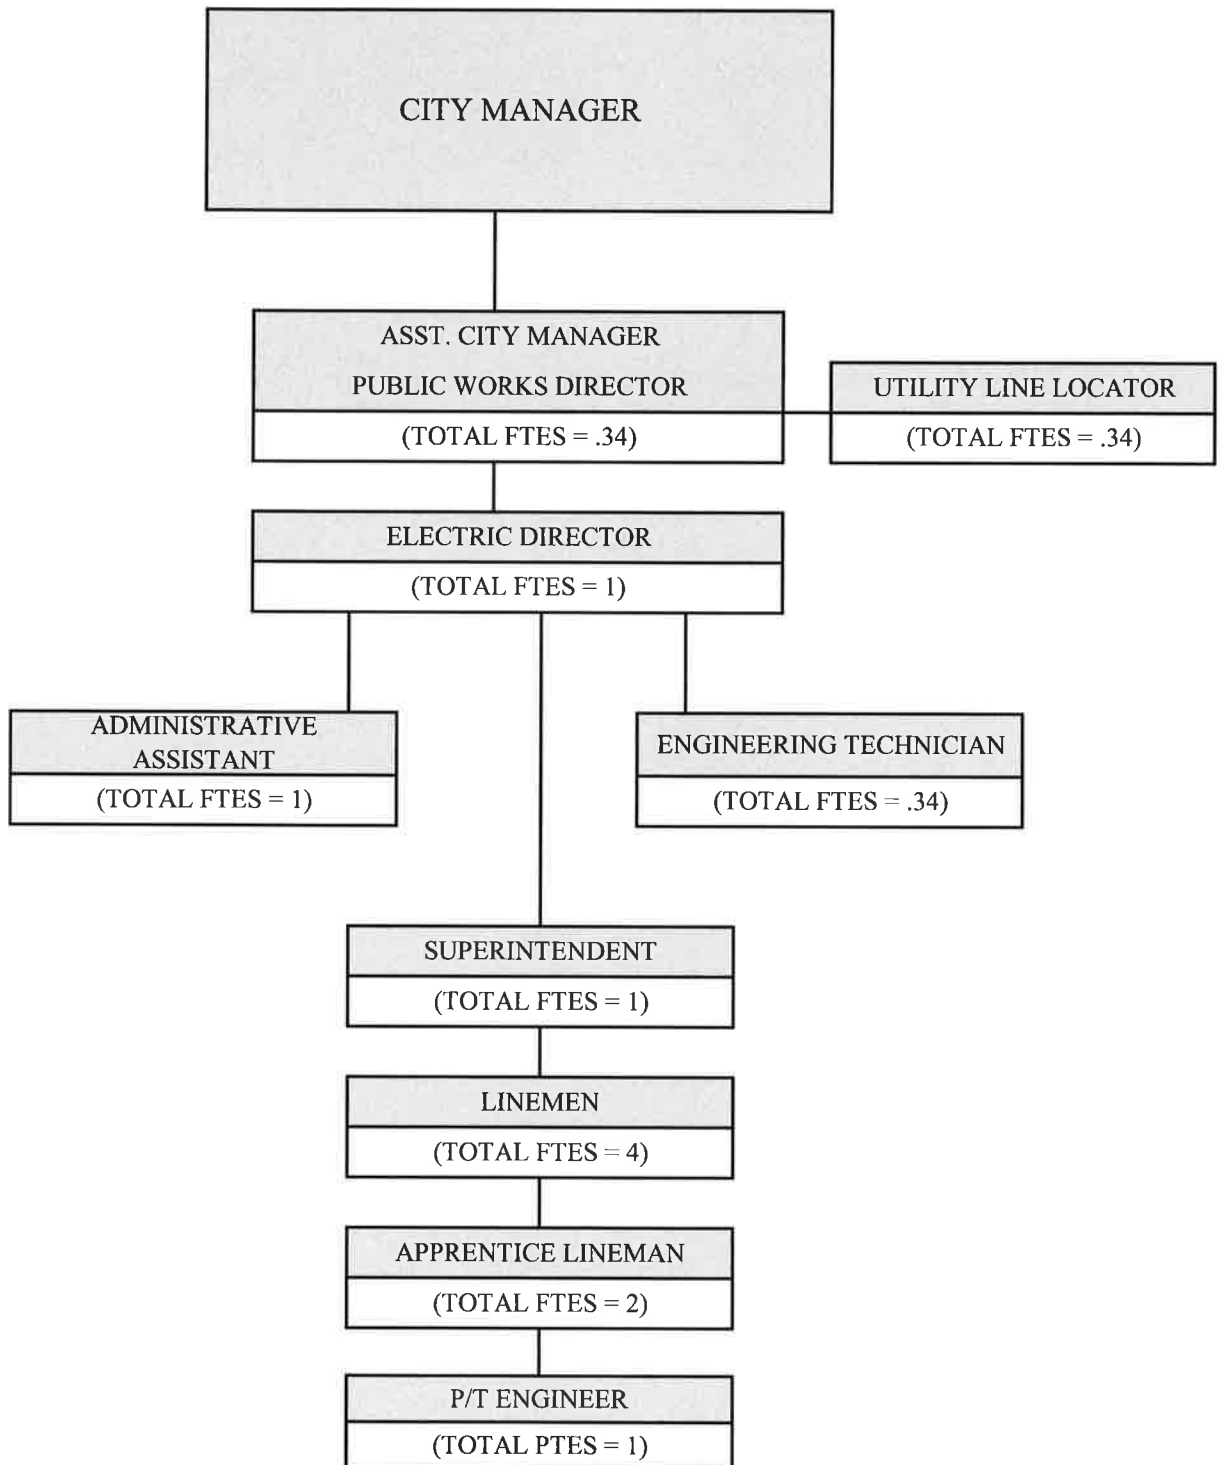 CITY MANAGER
ASST. CITY MANAGER
PUBLIC WORKS DIRECTOR
(TOTAL FTES = .34)
UTILITY LINE LOCATOR
(TOTAL FTES = .34)
ELECTRIC DIRECTOR
(TOTAL FTES = 1)
ADMINISTRATIVE
ASSISTANT
(TOTAL FTES = 1)
ENGINEERING TECHNICIAN
(TOTAL FTES = .34)
SUPERINTENDENT
(TOTAL FTES = 1)
LINEMEN
(TOTAL FTES = 4)
APPRENTICE LINEMAN
(TOTAL FTES = 2)
P/T ENGINEER
(TOTAL PTES = 1)